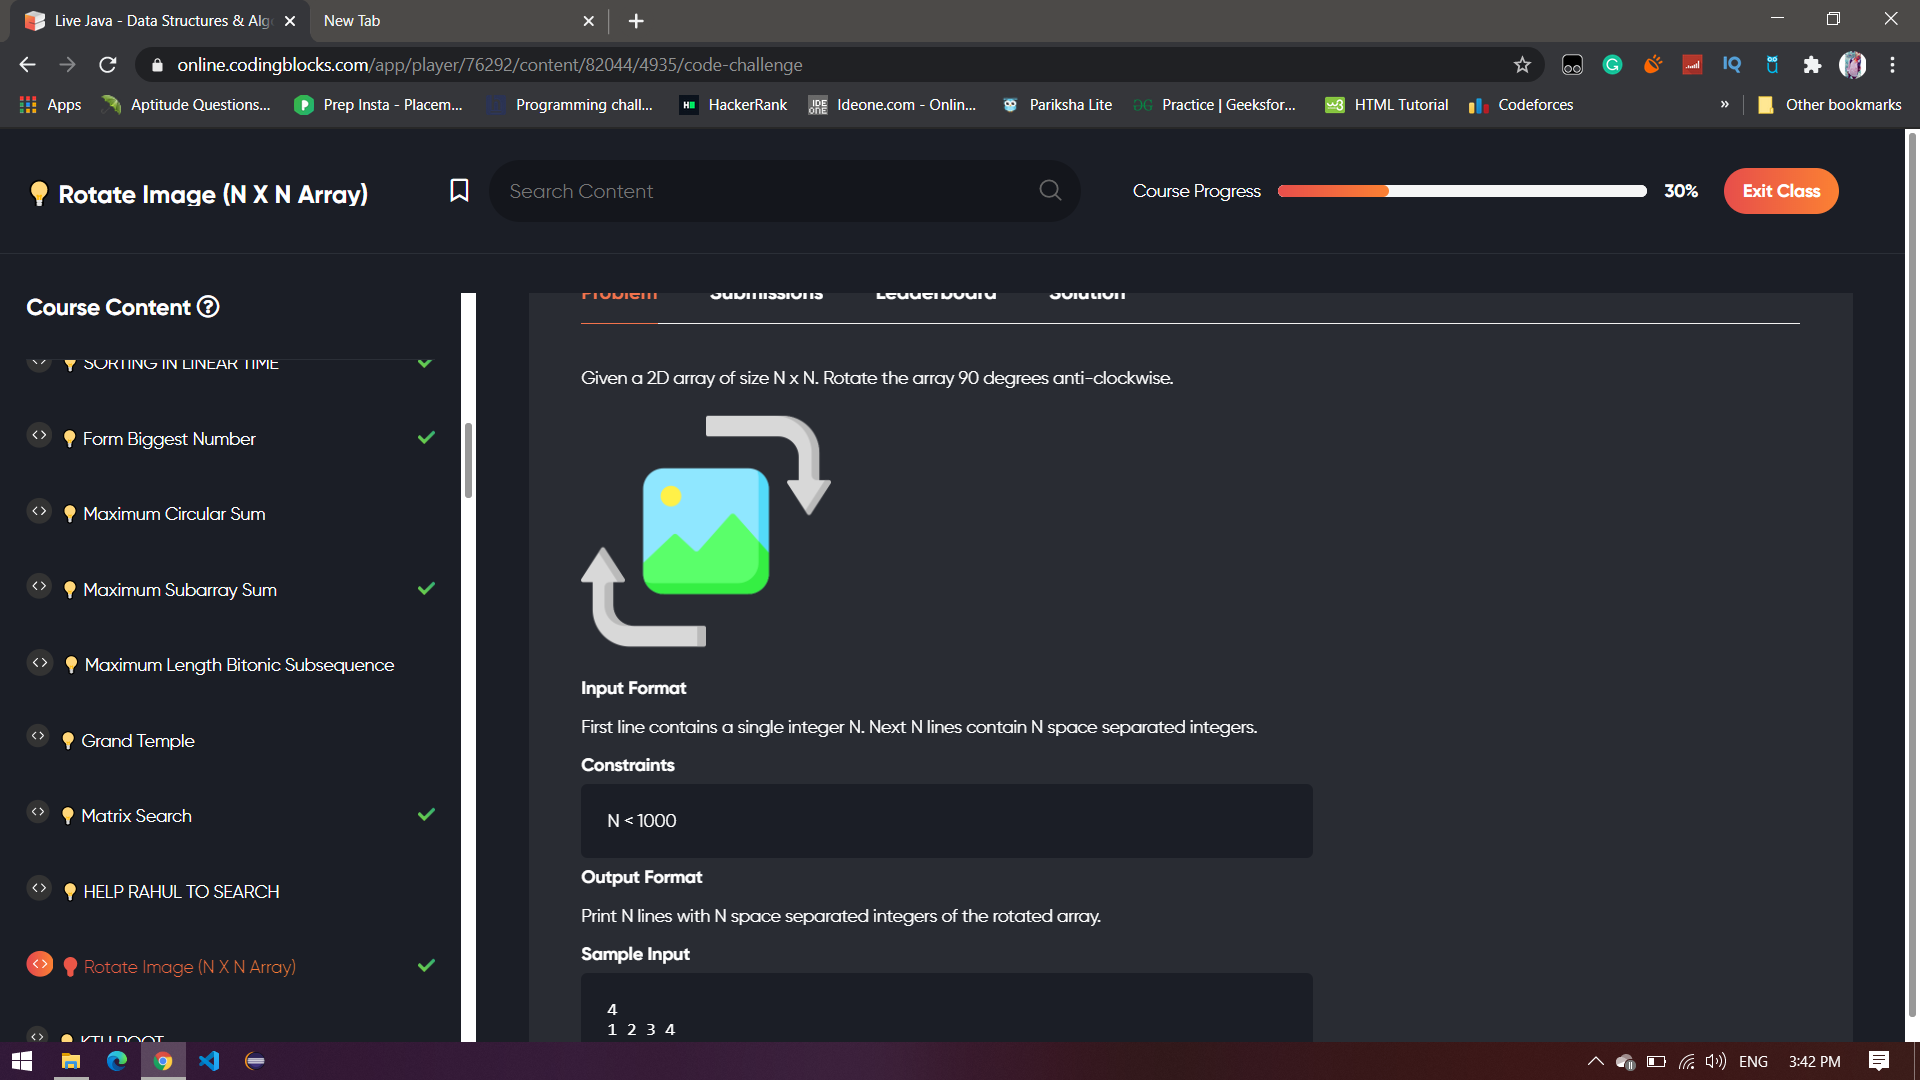 Live Java - Data Structures & Alg
New Tab
online.codingblocks.com/app/player/76292/content/82044/4935/code-challenge
Apps
Aptitude Questions...
Prep Insta - Placem...
Programming chall...
HackerRank
Ideone.com - Onlin...
Pariksha Lite
Practice | Geeksfor...
HTML Tutorial
Codeforces
»
Other bookmarks
Rotate Image (N X N Array)
Search Content
Course Progress
30%
Exit Class
Course Content
SORTING IN LINEAR TIME
Form Biggest Number
Maximum Circular Sum
Maximum Subarray Sum
Maximum Length Bitonic Subsequence
Grand Temple
Matrix Search
HELP RAHUL TO SEARCH
Rotate Image (N X N Array)
KTH ROOT
Problem Submissions Leaderboard Solution
Given a 2D array of size N x N. Rotate the array 90 degrees anti-clockwise.
Input Format
First line contains a single integer N. Next N lines contain N space separated integers.
Constraints
N < 1000
Output Format
Print N lines with N space separated integers of the rotated array.
Sample Input
4
1 2 3 4
ENG
3:42 PM